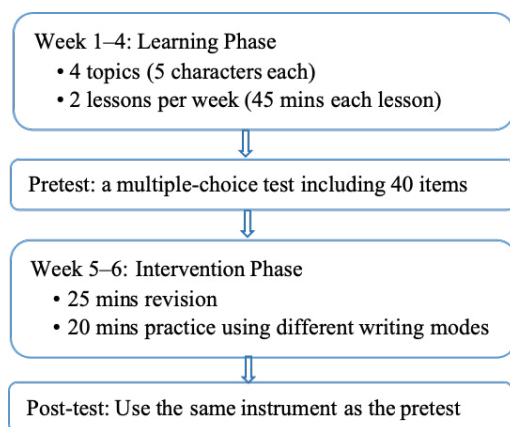 Week 1–4: Learning Phase
• 4 topics (5 characters each)
• 2 lessons per week (45 mins each lesson)
Pretest: a multiple-choice test including 40 items
Week 5–6: Intervention Phase
• 25 mins revision
• 20 mins practice using different writing modes
Post-test: Use the same instrument as the pretest